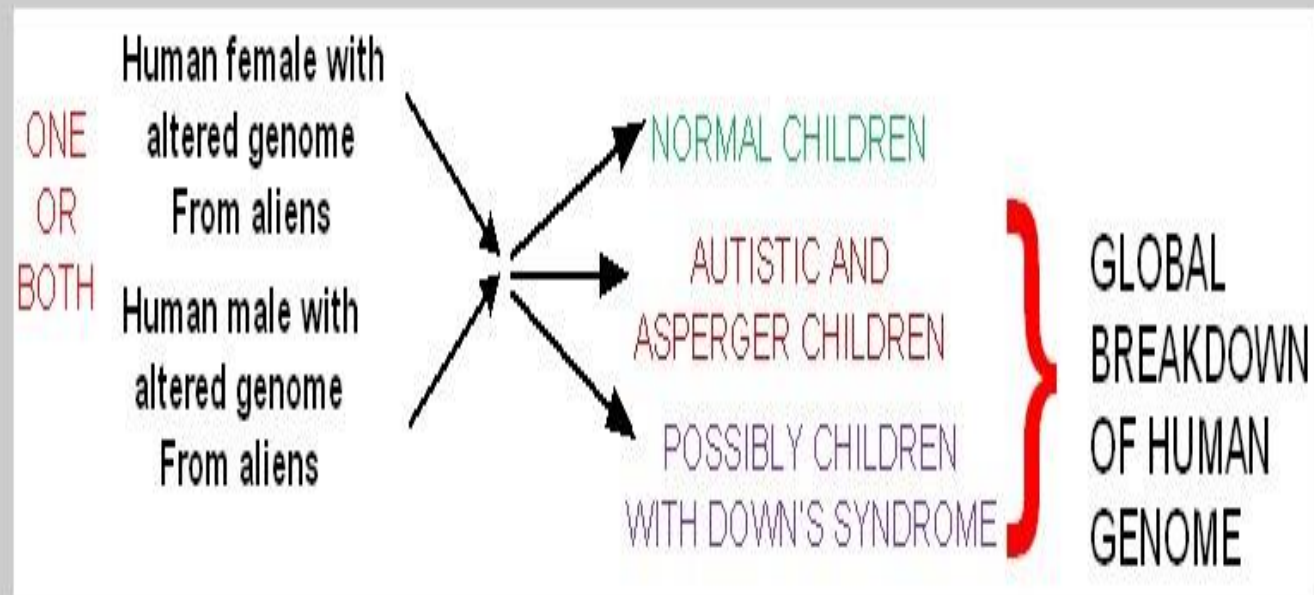 ONE
OR
BOTH
Human female with
altered genome
From aliens
Human male with
altered genome
From aliens
NORMAL CHILDREN
AUTISTIC AND
ASPERGER CHILDREN
POSSIBLY CHILDREN
WITH DOWN'S SYNDROME
GLOBAL
BREAKDOWN
OF HUMAN
GENOME